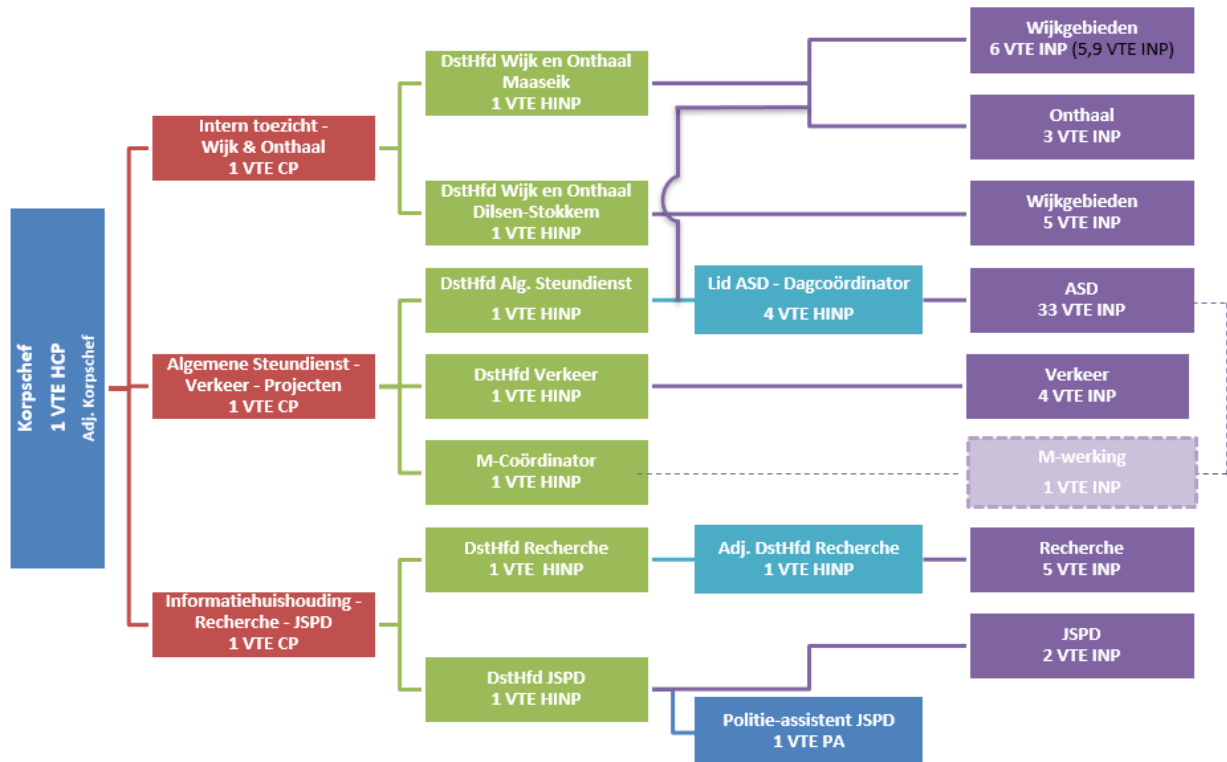 Korpschef
1 VTE HCP
Adj. Korpschef
Intern toezicht -
Wijk & Onthaal
1 VTE CP
Algemene Steundienst -
Verkeer - Projecten
1 VTE CP
Informatiehuishouding -
Recherche - JSPD
1 VTE CP
DstHfd Wijk en Onthaal
Maaseik
1 VTE HINP
DstHfd Wijk en Onthaal
Dilsen-Stokkem
1 VTE HINP
DstHfd Alg. Steundienst
1 VTE HINP
DstHfd Verkeer
1 VTE HINP
M-Coördinator
1 VTE HINP
DstHfd Recherche
1 VTE HINP
DstHfd JSPD
1 VTE HINP
Lid ASD - Dagcoördinator
4 VTE HINP
Adj. DstHfd Recherche
1 VTE HINP
Politie-assistent JSPD
1 VTE PA
Wijkgebieden
6 VTE INP (5,9 VTE INP)
Onthaal
3 VTE INP
Wijkgebieden
5 VTE INP
ASD
33 VTE INP
Verkeer
4 VTE INP
M-werking
1 VTE INP
Recherche
5 VTE INP
JSPD
2 VTE INP